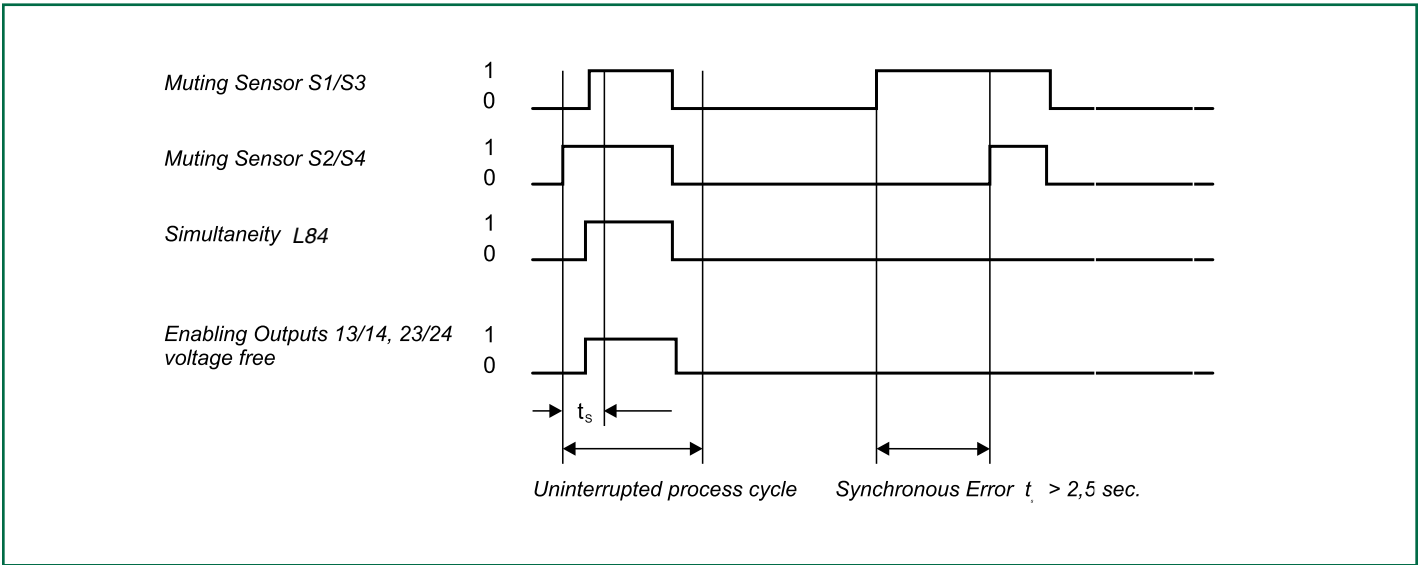 Muting Sensor S1/S3
1
0
Muting Sensor S2/S4
1
0
Simultaneity L84
1
0
Enabling Outputs 13/14, 23/24
voltage free
1
0
ts
Uninterrupted process cycle
Synchronous Error ts > 2,5 sec.